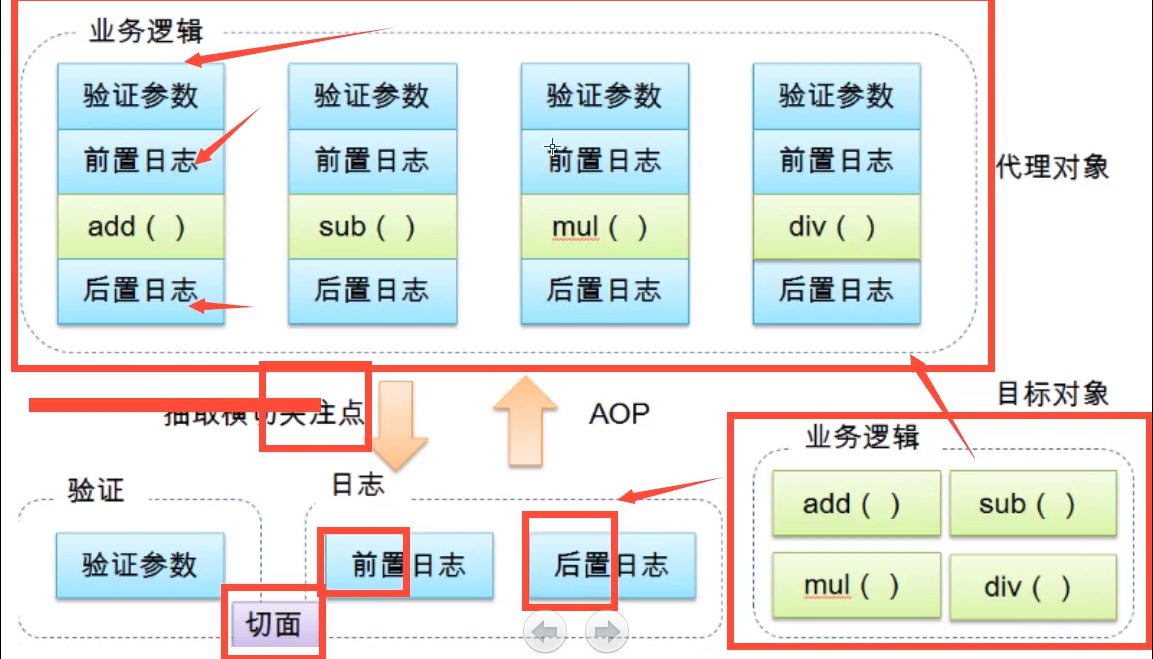 业务逻辑
验证参数 验证参数 验证参数 验证参数
前置日志 前置日志 前置日志 前置日志
add ( ) sub ( ) mul ( ) div ( )
后置日志 后置日志 后置日志 后置日志
代理对象
抽取横切关注点
AOP
目标对象
业务逻辑
add ( ) sub ( )
mul ( ) div ( )
验证
日志
验证参数 前置日志 后置日志
切面